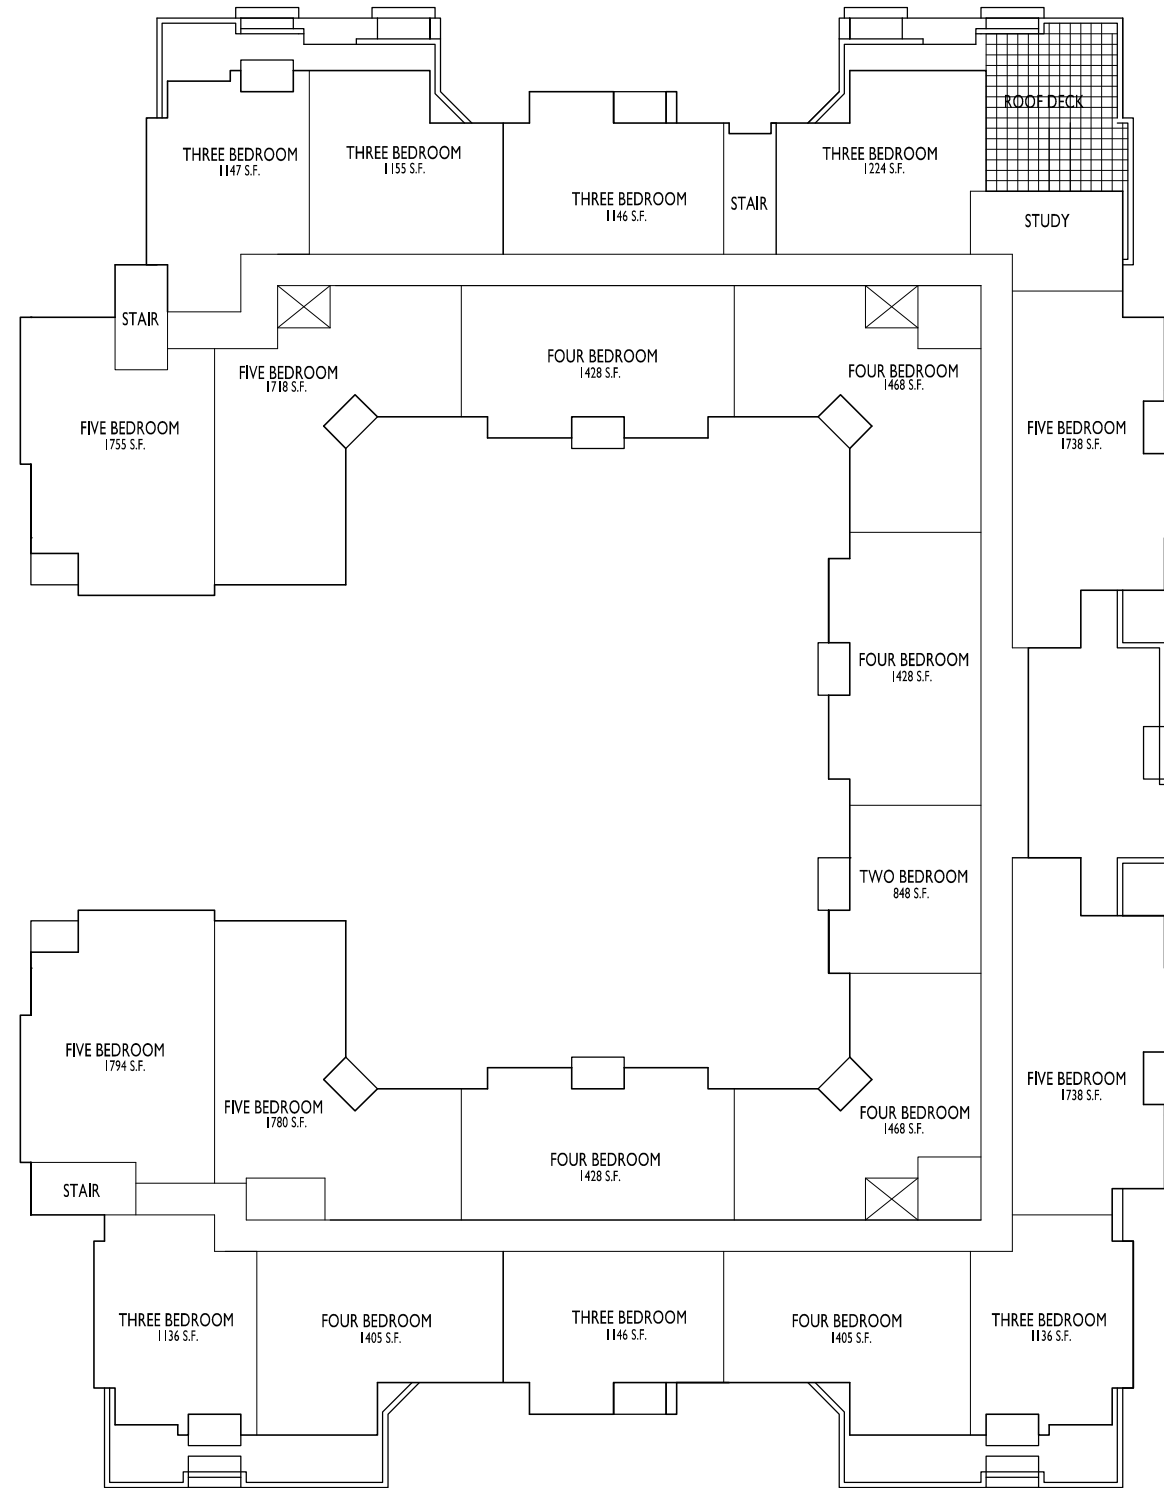 ROOF DECK
THREE BEDROOM
1147 S.F.
THREE BEDROOM
1155 S.F.
THREE BEDROOM
1224 S.F.
THREE BEDROOM
1146 S.F.
STAIR
STUDY
STAIR
FOUR BEDROOM
1428 S.F.
FIVE BEDROOM
1718 S.F.
FOUR BEDROOM
1468 S.F.
FIVE BEDROOM
1755 S.F.
FIVE BEDROOM
1738 S.F.
FOUR BEDROOM
1428 S.F.
TWO BEDROOM
848 S.F.
FIVE BEDROOM
1794 S.F.
FIVE BEDROOM
1738 S.F.
FIVE BEDROOM
1780 S.F.
FOUR BEDROOM
1468 S.F.
FOUR BEDROOM
1428 S.F.
STAIR
THREE BEDROOM
1136 S.F.
FOUR BEDROOM
1405 S.F.
THREE BEDROOM
1146 S.F.
FOUR BEDROOM
1405 S.F.
THREE BEDROOM
1136 S.F.